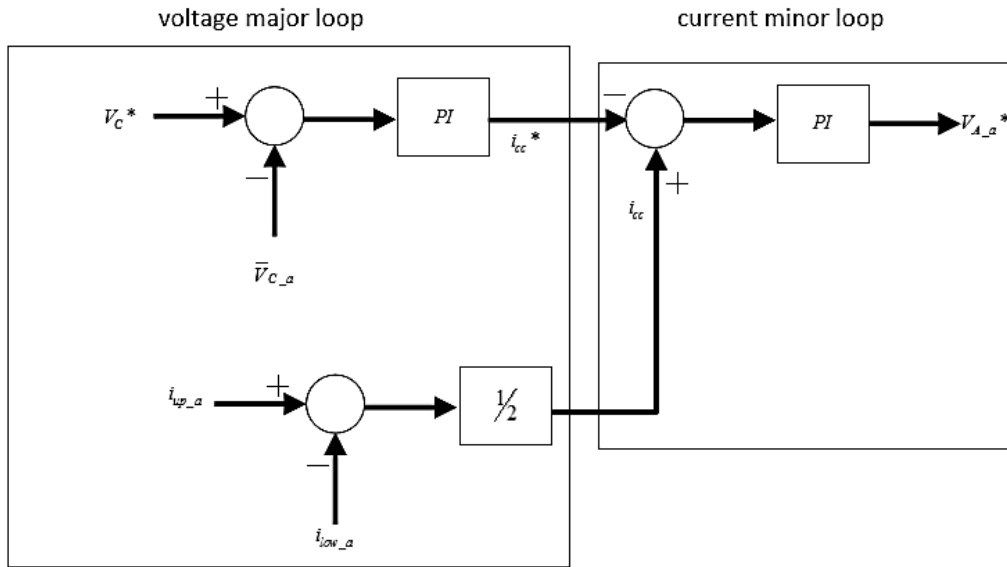 voltage major loop
current minor loop
V_C*
+
−
PI
i_cc*
−
+
PI
V_A_a*
V̄_C_a
i_cc
i_up_a
+
−
1/2
i_low_a